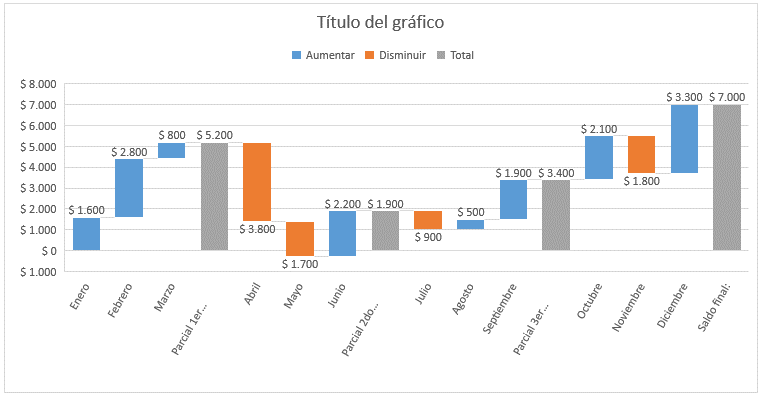 Título del gráfico
Aumentar Disminuir Total
$ 8.000
$ 7.000
$ 6.000
$ 5.000
$ 4.000
$ 3.000
$ 2.000
$ 1.000
$ 0
$ 1.000
$ 1.600
$ 2.800
$ 800
$ 5.200
$ 3.800
$ 1.700
$ 2.200
$ 1.900
$ 900
$ 500
$ 1.900
$ 3.400
$ 2.100
$ 1.800
$ 3.300
$ 7.000
Enero
Febrero
Marzo
Parcial 1er...
Abril
Mayo
Junio
Parcial 2do...
Julio
Agosto
Septiembre
Parcial 3er...
Octubre
Noviembre
Diciembre
Saldo final: